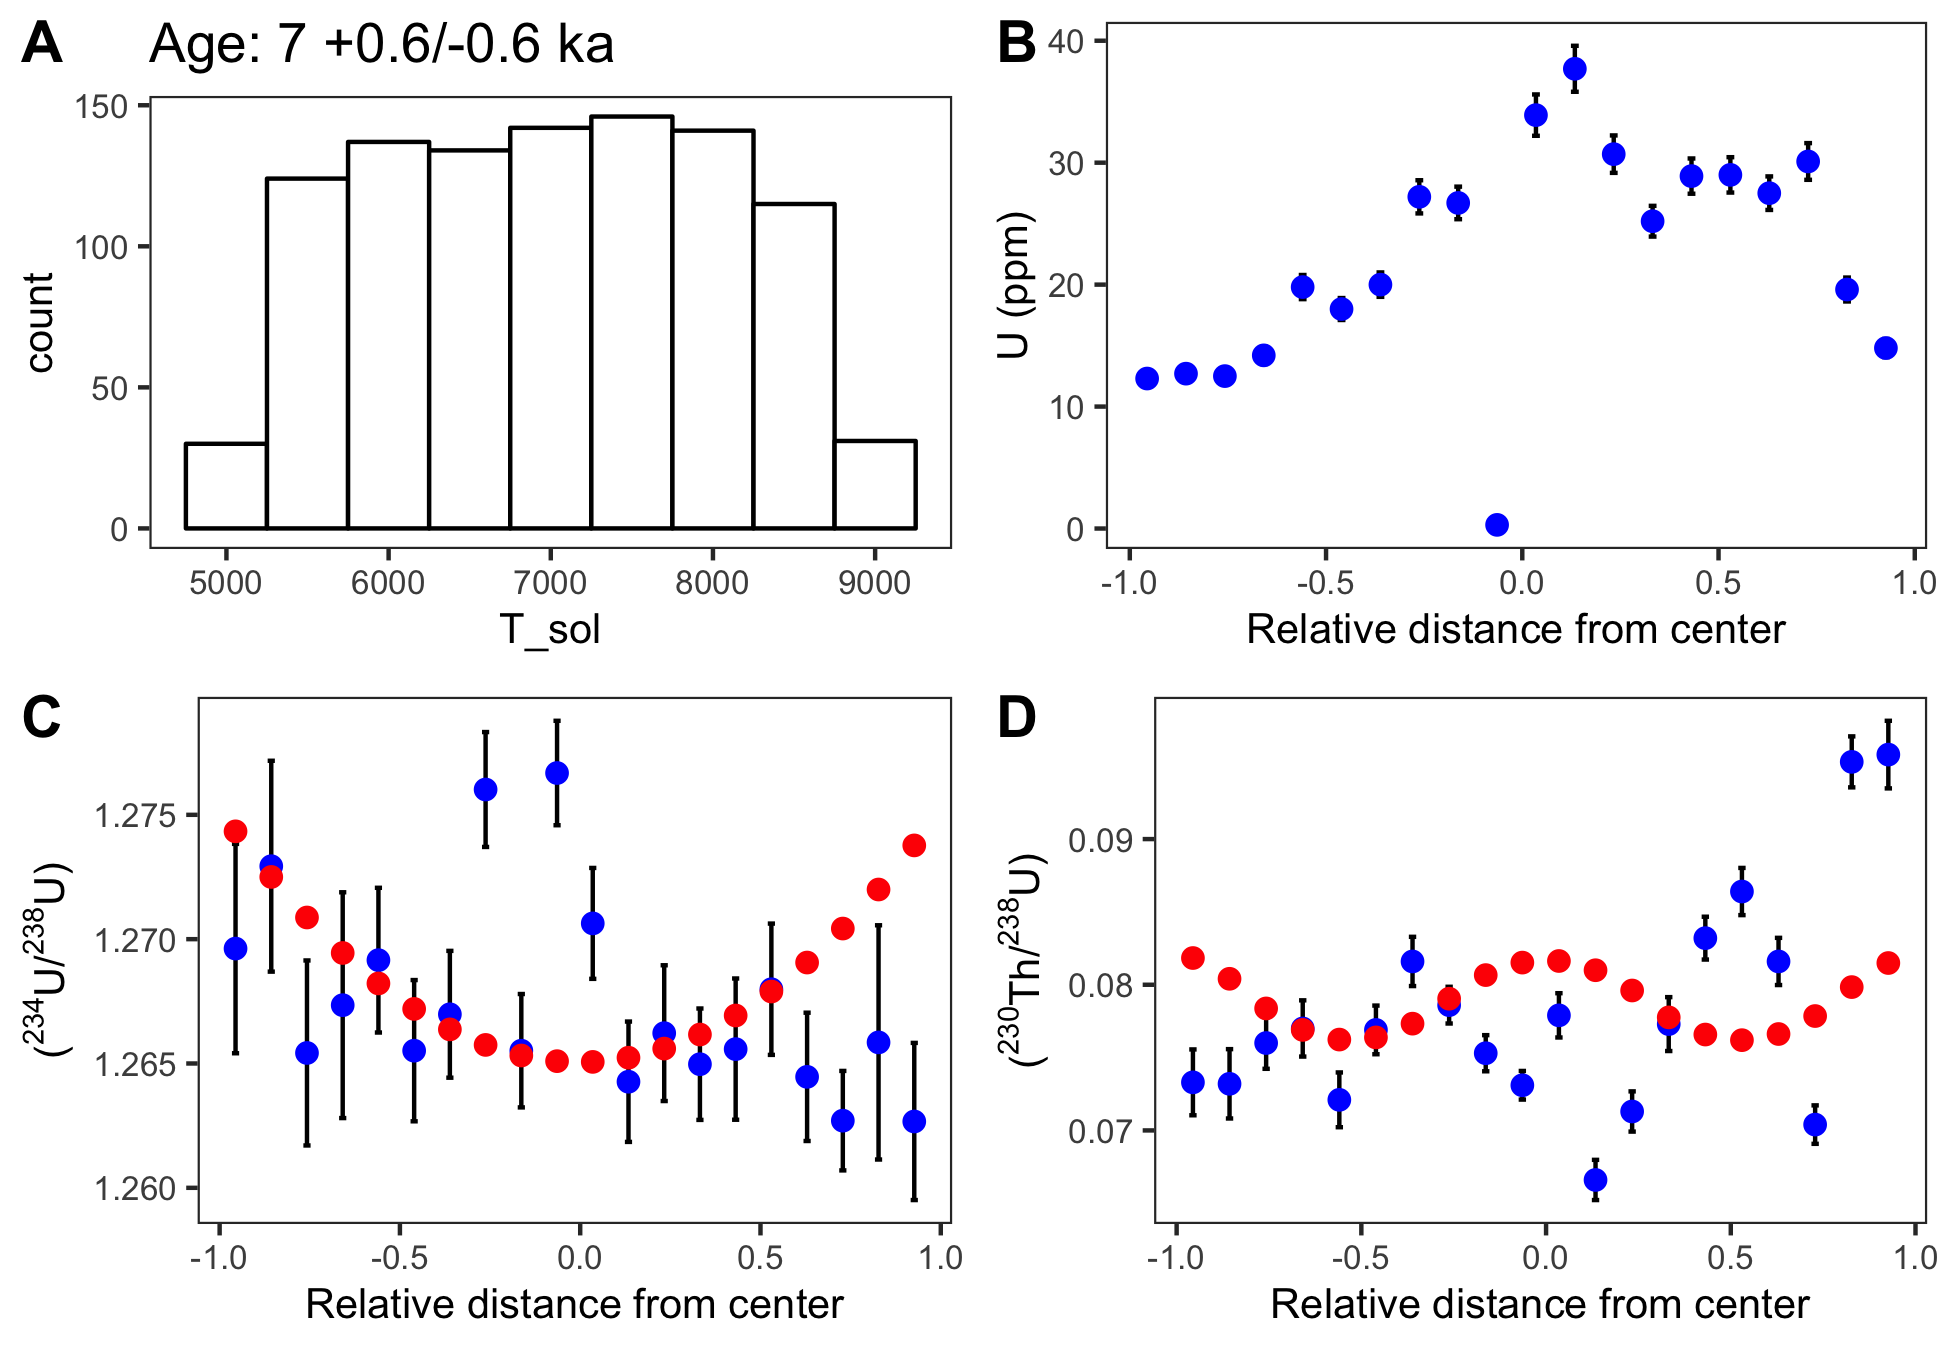 A
Age: 7 +0.6/-0.6 ka
150
100
50
0
count
5000 6000 7000 8000 9000
T_sol
B
40
30
20
10
0
U (ppm)
-1.0 -0.5 0.0 0.5 1.0
Relative distance from center
C
1.275
1.270
1.265
1.260
(²³⁴U/²³⁸U)
-1.0 -0.5 0.0 0.5 1.0
Relative distance from center
D
0.09
0.08
0.07
(²³⁰Th/²³⁸U)
-1.0 -0.5 0.0 0.5 1.0
Relative distance from center